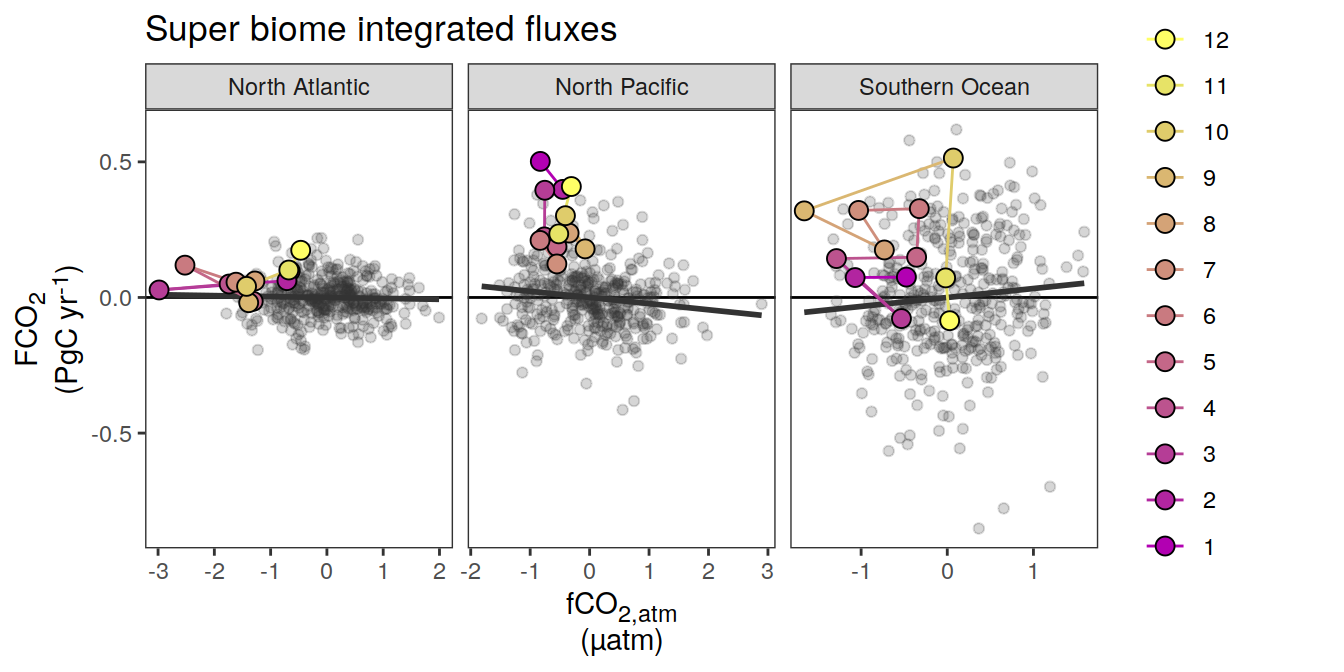 Super biome integrated fluxes
North Atlantic
North Pacific
Southern Ocean
FCO₂
(PgC yr⁻¹)
0.5
0.0
-0.5
-3 -2 -1 0 1 2
-2 -1 0 1 2 3
-1 0 1
fCO₂,atm
(μatm)
12
11
10
9
8
7
6
5
4
3
2
1